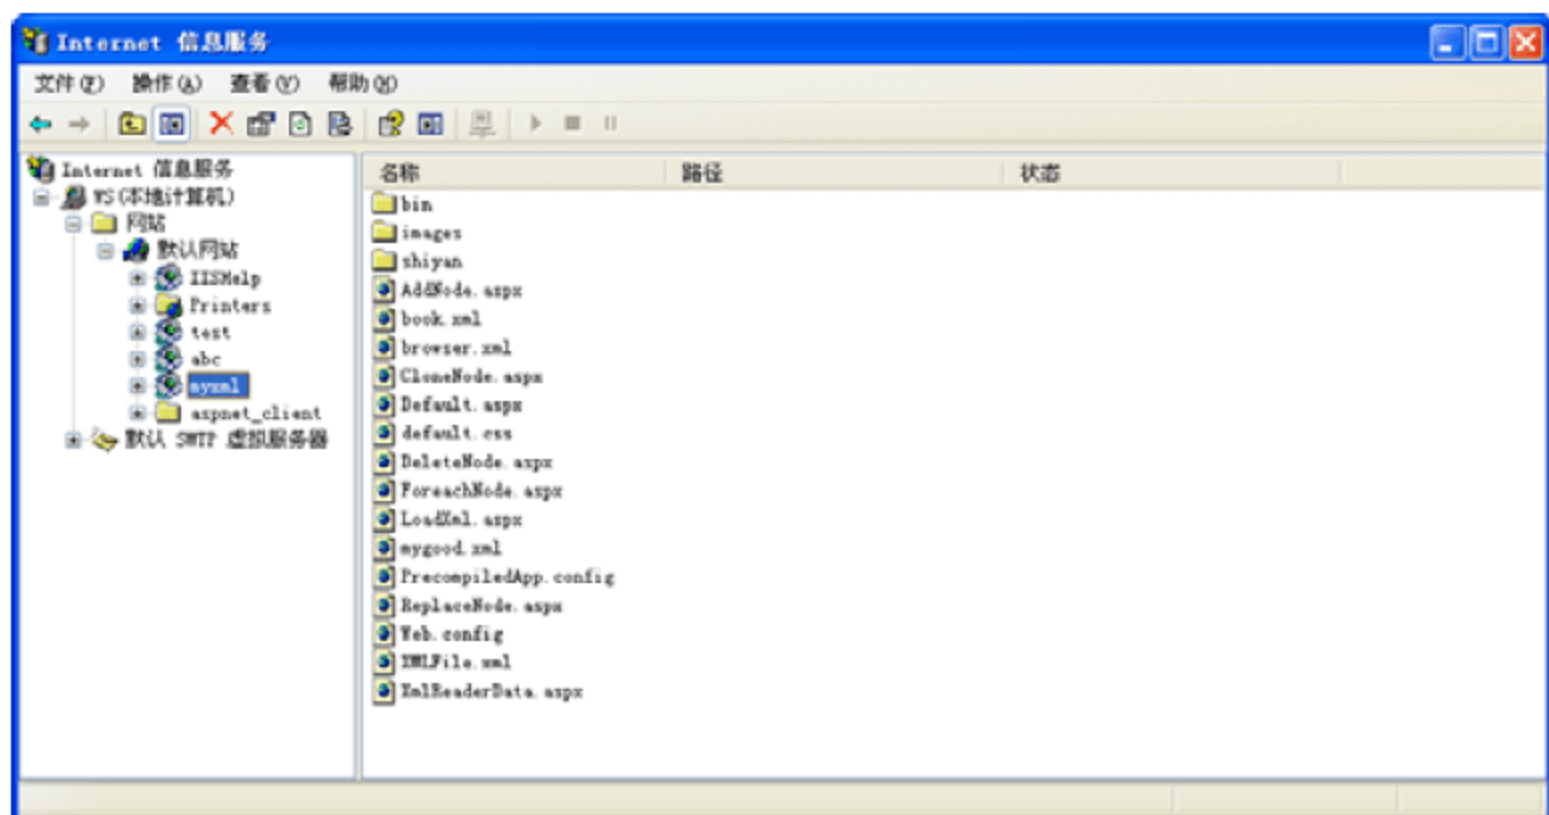 Internet 信息服务
文件(F) 操作(A) 查看(V) 帮助(H)
Internet 信息服务
WS(本地计算机)
网站
默认网站
IISHelp
Printers
test
abc
myxml
aspnet_client
默认 SMTP 虚拟服务器
名称 路径 状态
bin
images
shiyan
AddNode.aspx
book.xml
browser.xml
CloneNode.aspx
Default.aspx
default.css
DeleteNode.aspx
ForeachNode.aspx
LoadXml.aspx
mygood.xml
PrecompiledApp.config
ReplaceNode.aspx
Web.config
XMLFile.xml
XmlReaderData.aspx